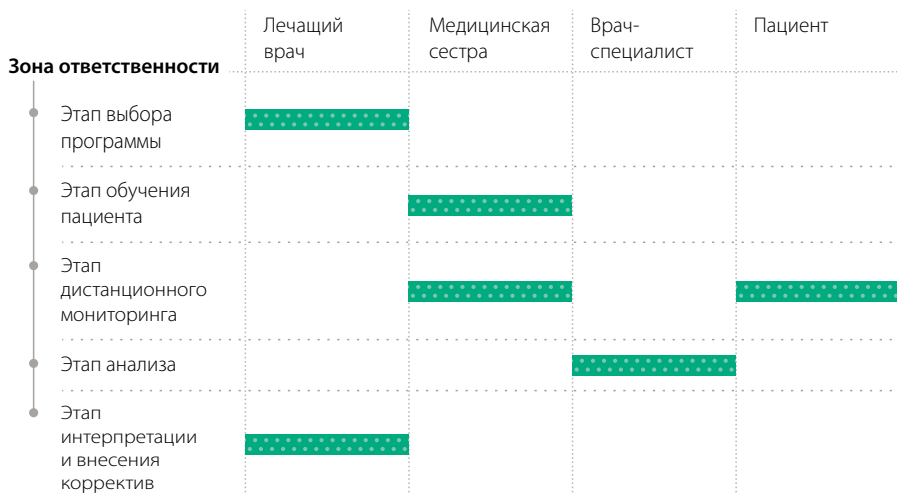 Лечащий
врач
Медицинская
сестра
Врач-
специалист
Пациент
Зона ответственности
Этап выбора
программы
Этап обучения
пациента
Этап
дистанционного
мониторинга
Этап анализа
Этап
интерпретации
и внесения
корректив